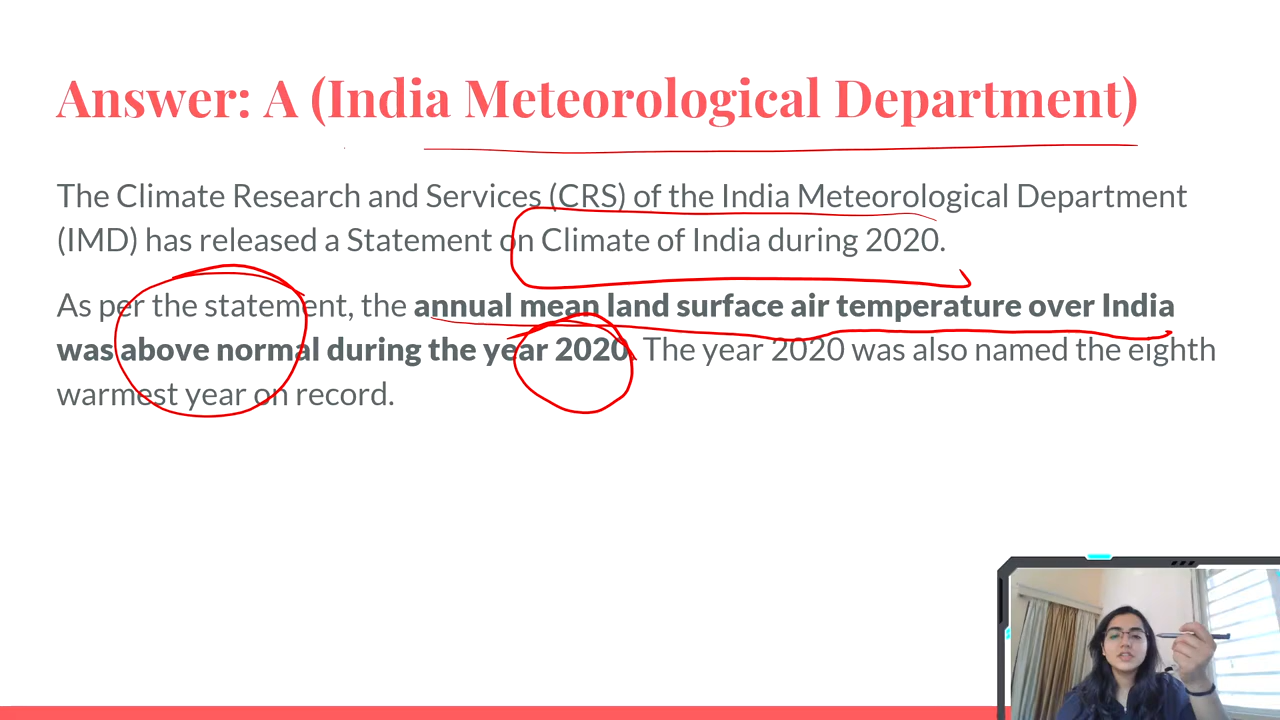 Answer: A (India Meteorological Department)
The Climate Research and Services (CRS) of the India Meteorological Department
(IMD) has released a Statement on Climate of India during 2020.
As per the statement, the annual mean land surface air temperature over India
was above normal during the year 2020. The year 2020 was also named the eighth
warmest year on record.